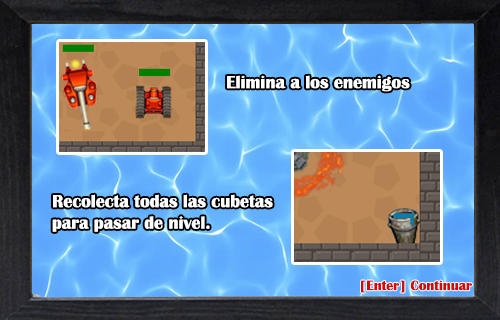 Elimina a los enemigos
Recolecta todas las cubetas
para pasar de nivel.
[Enter] Continuar